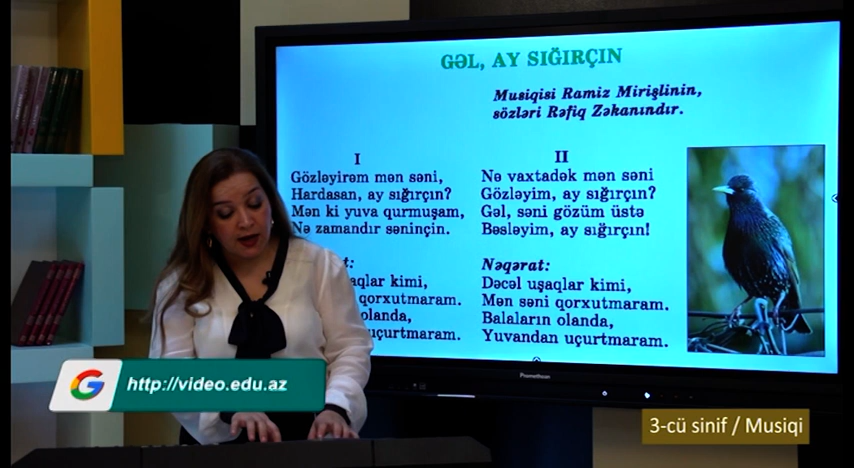 GƏL, AY SIĞIRÇIN
Musiqisi Ramiz Mirişlinin,
sözləri Rəfiq Zəkanındır.
I
Gözləyirəm mən səni,
Hardasan, ay sığırçın?
Mən ki yuva qurmuşam,
Nə zamandır səninçin.
t:
aqlar kimi,
qorxutmaram.
olanda,
uçurtmaram.
II
Nə vaxtadək mən səni
Gözləyim, ay sığırçın?
Gəl, səni gözüm üstə
Bəsləyim, ay sığırçın!
Nəqərat:
Dəcəl uşaqlar kimi,
Mən səni qorxutmaram.
Balaların olanda,
Yuvandan uçurtmaram.
Promethean
G http://video.edu.az
3-cü sinif / Musiqi